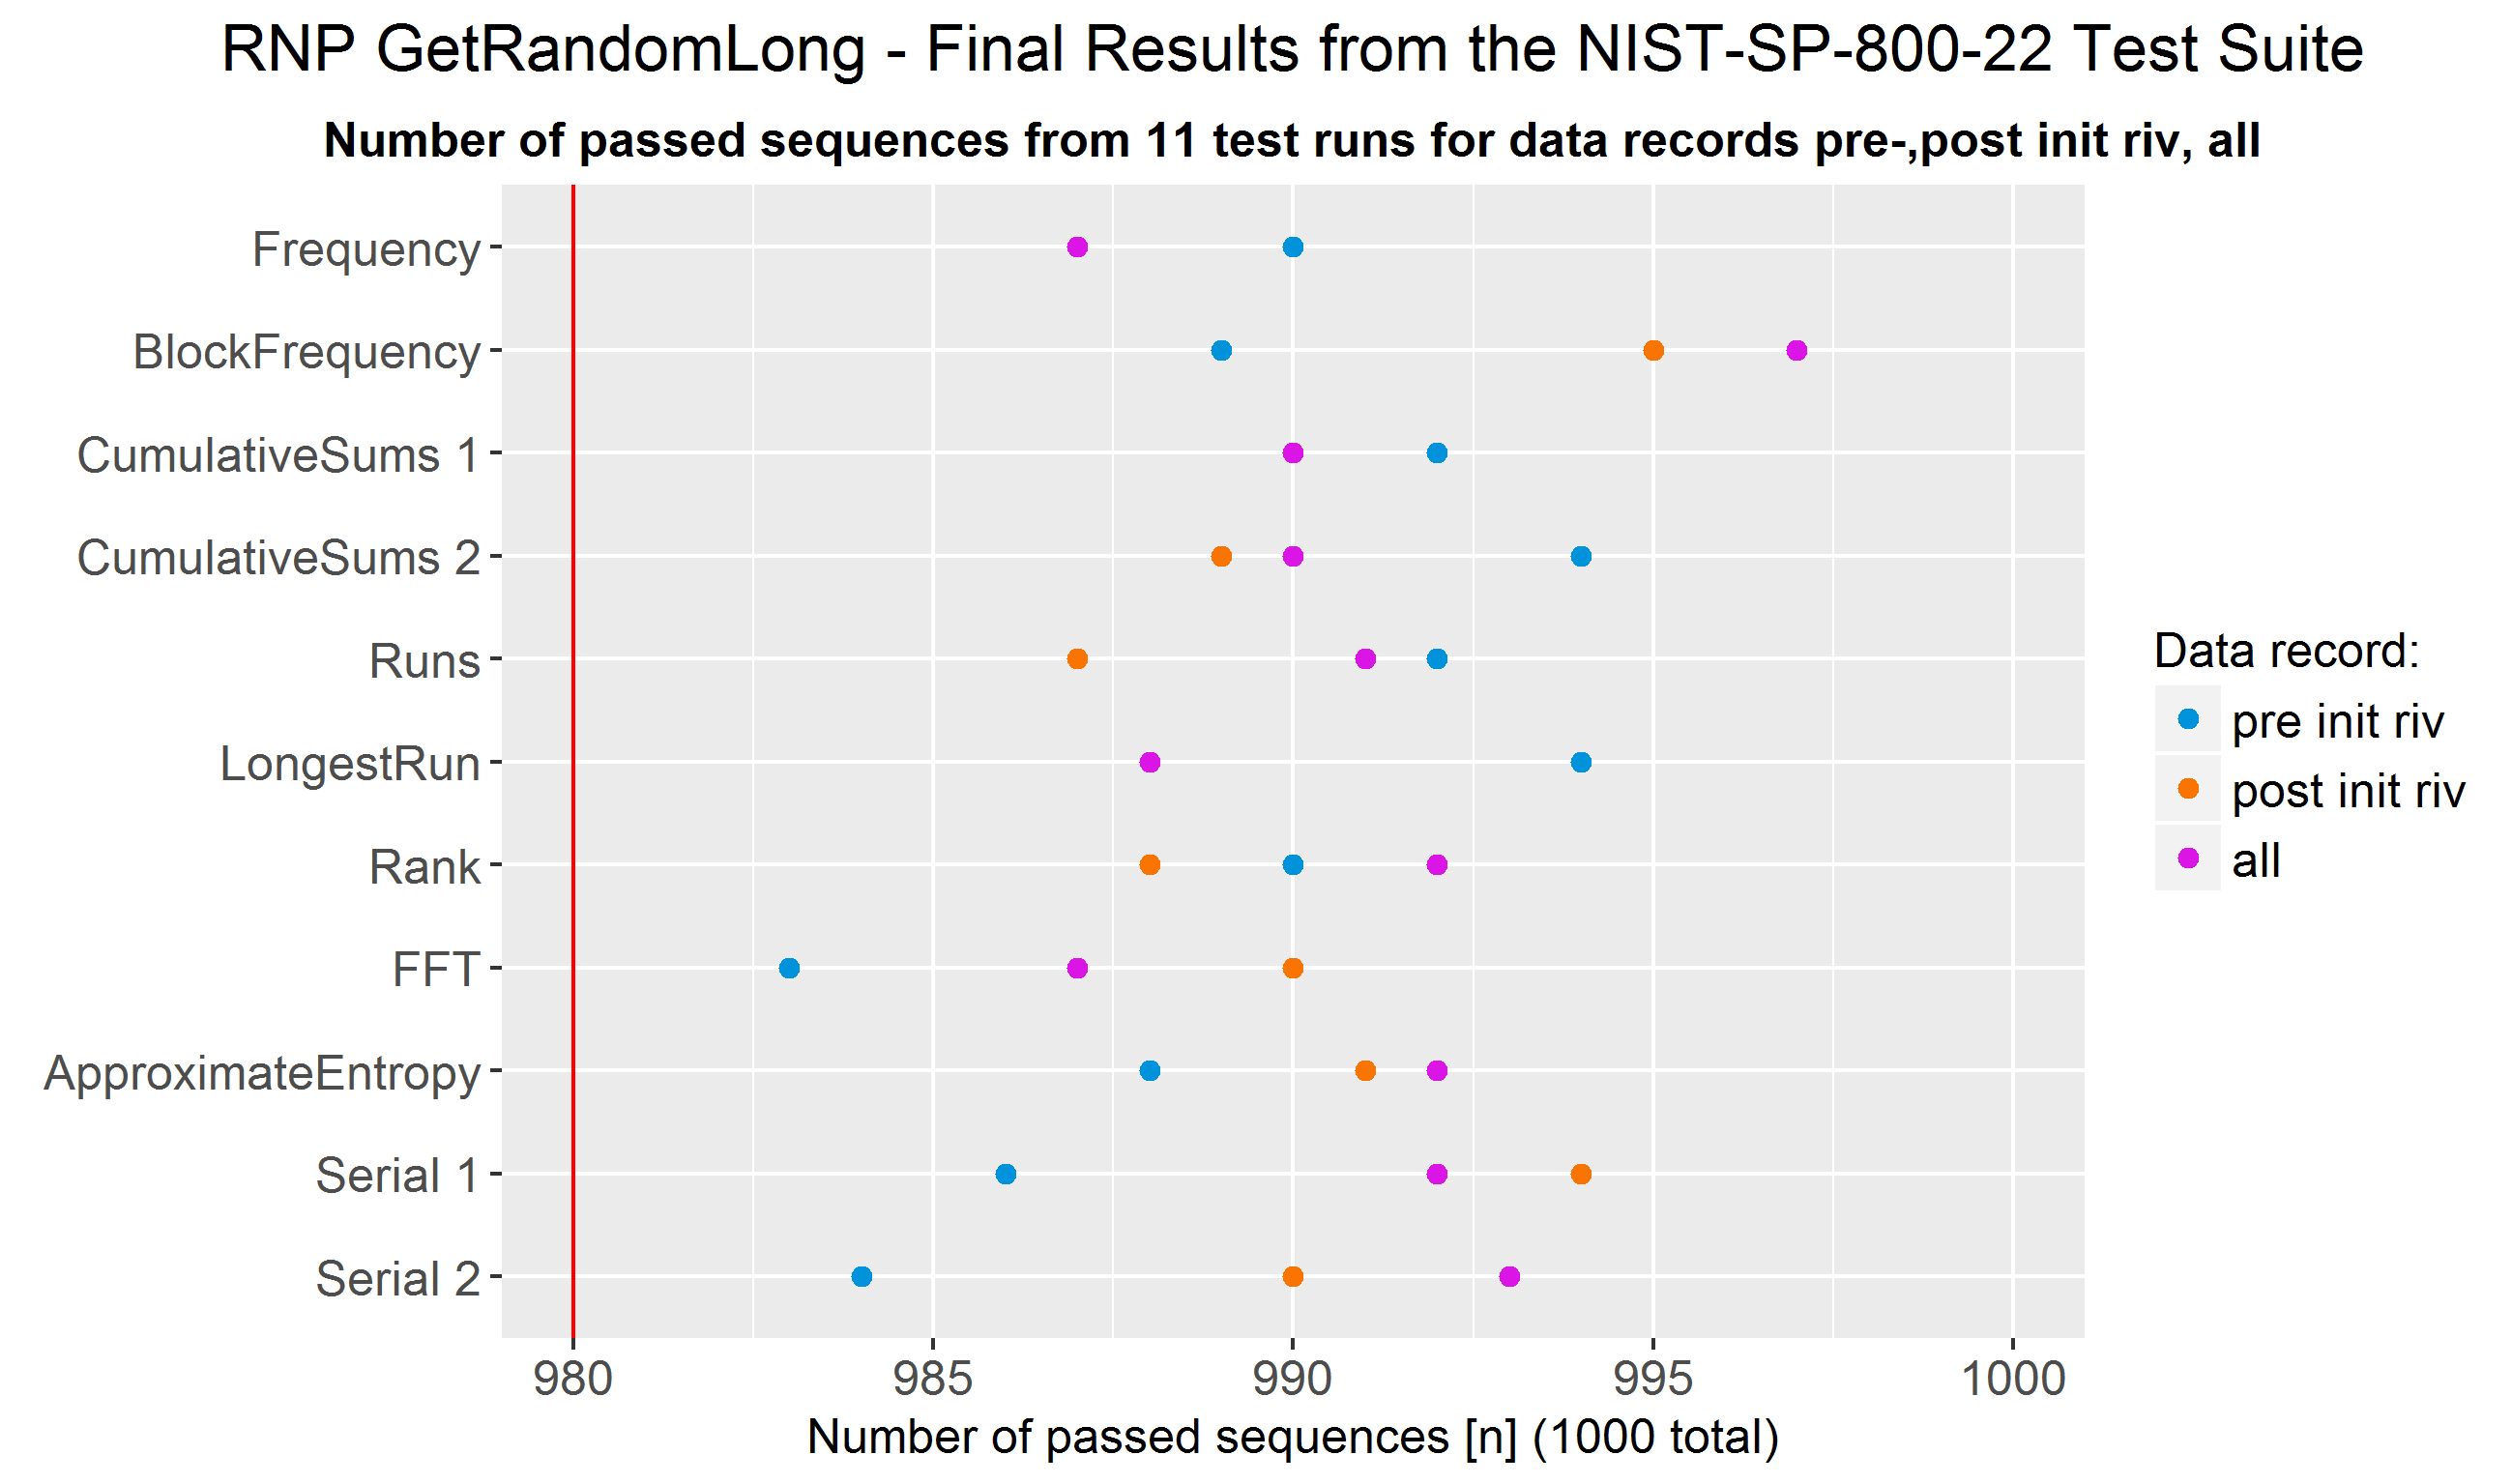 RNP GetRandomLong - Final Results from the NIST-SP-800-22 Test Suite
Number of passed sequences from 11 test runs for data records pre-,post init riv, all
Frequency
BlockFrequency
CumulativeSums 1
CumulativeSums 2
Runs
LongestRun
Rank
FFT
ApproximateEntropy
Serial 1
Serial 2
980 985 990 995 1000
Number of passed sequences [n] (1000 total)
Data record:
pre init riv
post init riv
all